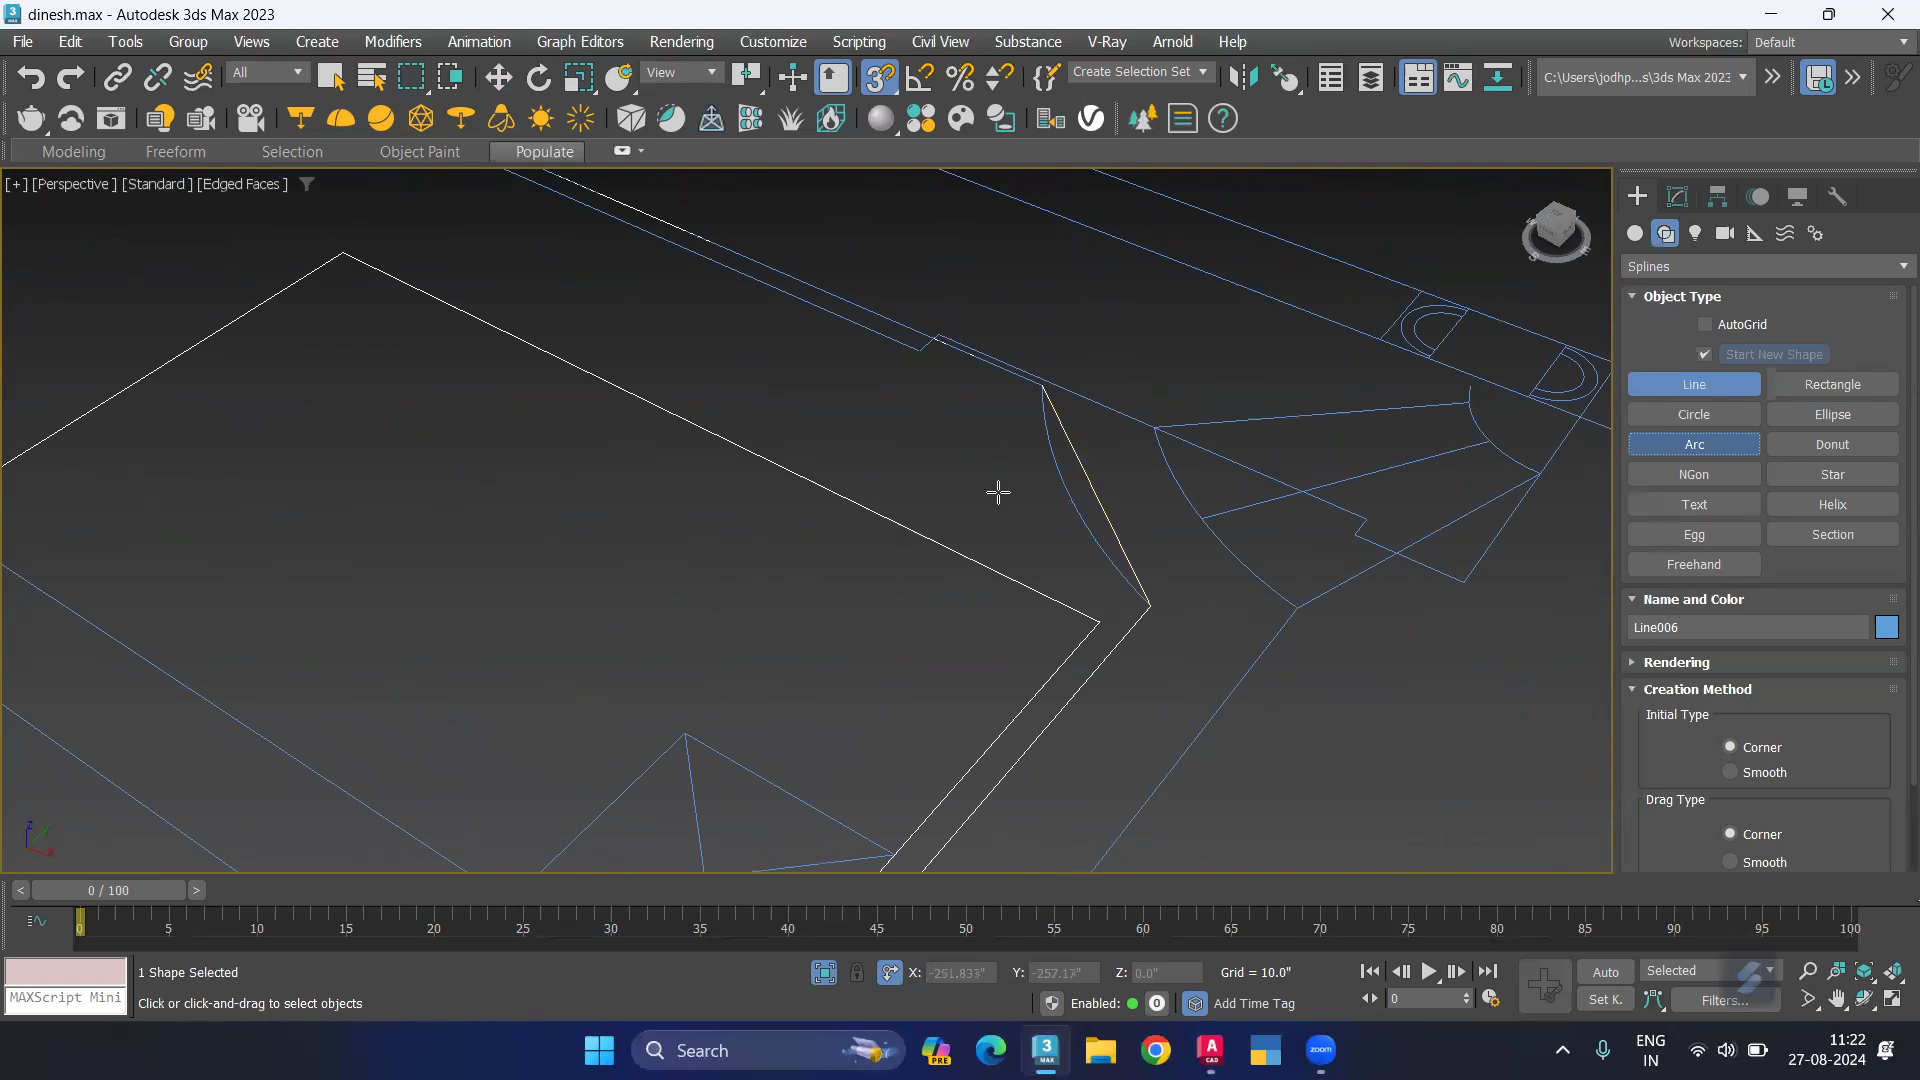 dinesh.max - Autodesk 3ds Max 2023
File Edit Tools Group Views Create Modifiers Animation Graph Editors Rendering Customize Scripting Civil View Substance V-Ray Arnold Help Workspaces: Default
All View Create Selection Set C:\Users\jodhp...s\3ds Max 2023
Modeling Freeform Selection Object Paint Populate
[+] [Perspective ] [Standard ] [Edged Faces ]
Splines
Object Type
AutoGrid
Start New Shape
Line Rectangle
Circle Ellipse
Arc Donut
NGon Star
Text Helix
Egg Section
Freehand
Name and Color
Line006
Rendering
Creation Method
Initial Type
Corner
Smooth
Drag Type
Corner
Smooth
z y x
< 0 / 100 >
0 5 10 15 20 25 30 35 40 45 50 55 60 65 70 75 80 85 90 95 100
1 Shape Selected X: -251.833" Y: -257.17" Z: 0.0" Grid = 10.0" Auto Selected
MAXScript Mini Click or click-and-drag to select objects Enabled: 0 Add Time Tag 0 Set K. Filters...
Search PRE 3 MAX A CAD zoom ENG IN 11:22 27-08-2024